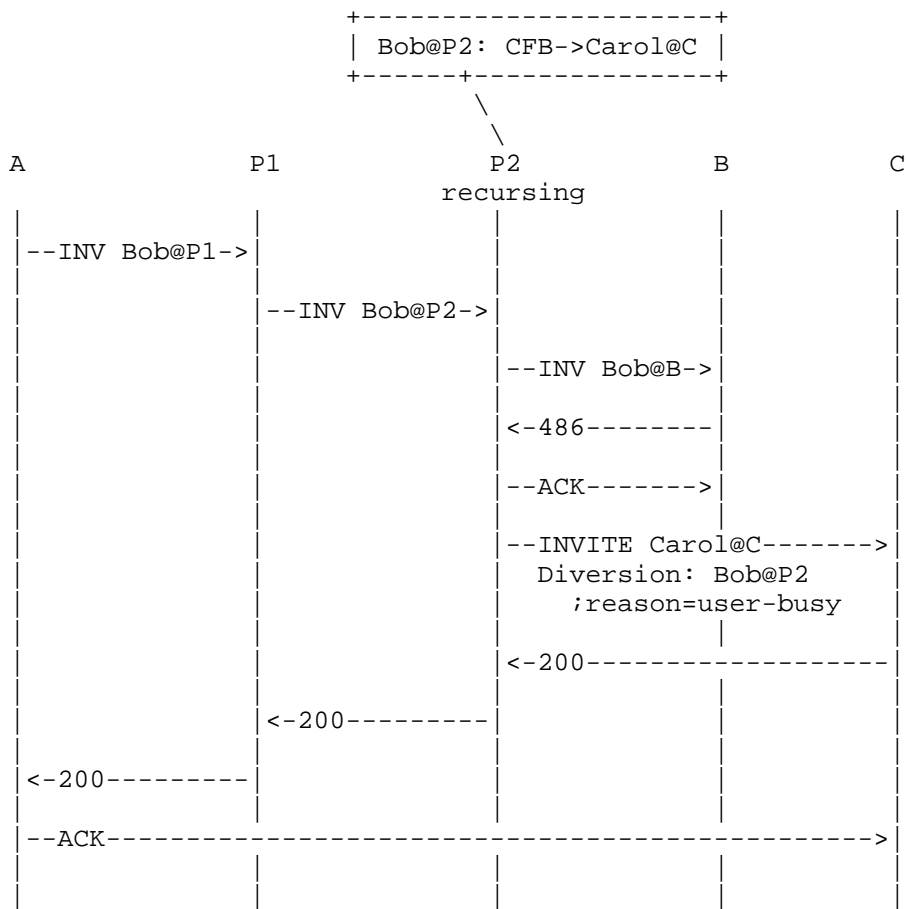 Bob@P2: CFB->Carol@C
A P1 P2 B C
recursing
--INV Bob@P1->
--INV Bob@P2->
--INV Bob@B->
<-486--------
--ACK------->
--INVITE Carol@C------->
Diversion: Bob@P2
;reason=user-busy
<-200-------------------
<-200---------
<-200---------
--ACK------------------------------------------------>